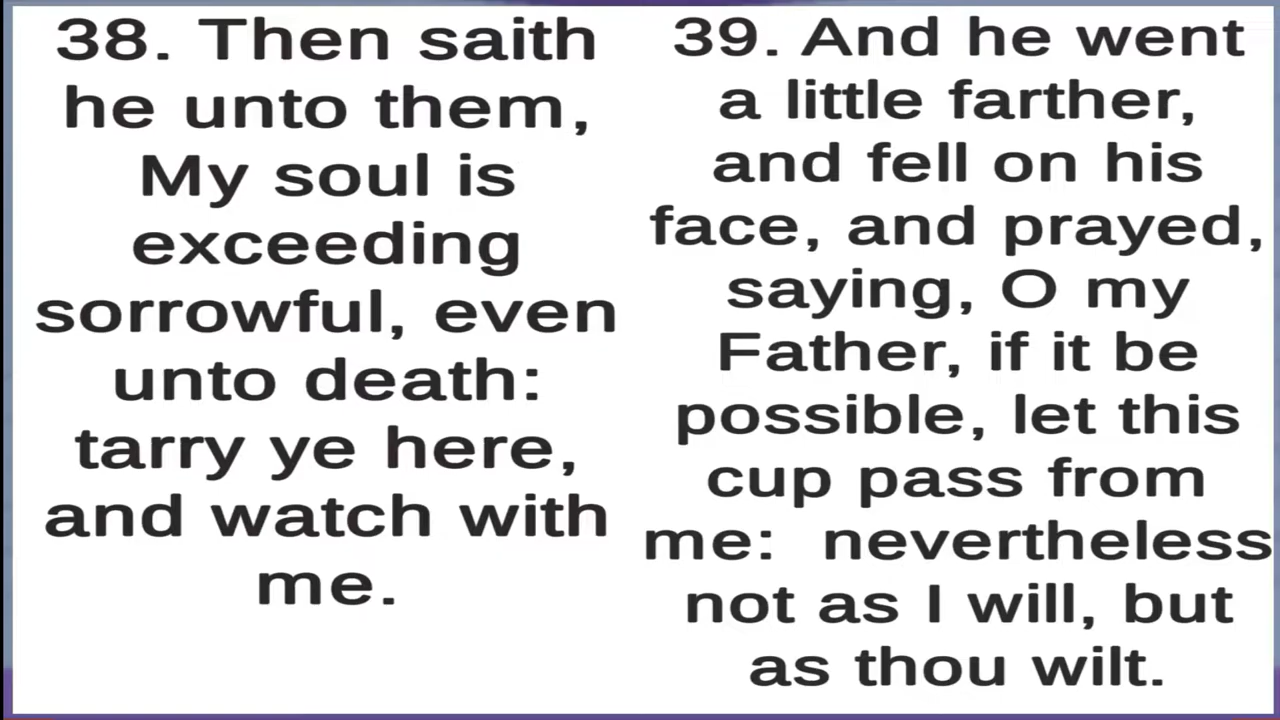 38. Then saith
he unto them,
My soul is
exceeding
sorrowful, even
unto death:
tarry ye here,
and watch with
me.
39. And he went
a little farther,
and fell on his
face, and prayed,
saying, O my
Father, if it be
possible, let this
cup pass from
me:  nevertheless
not as I will, but
as thou wilt.